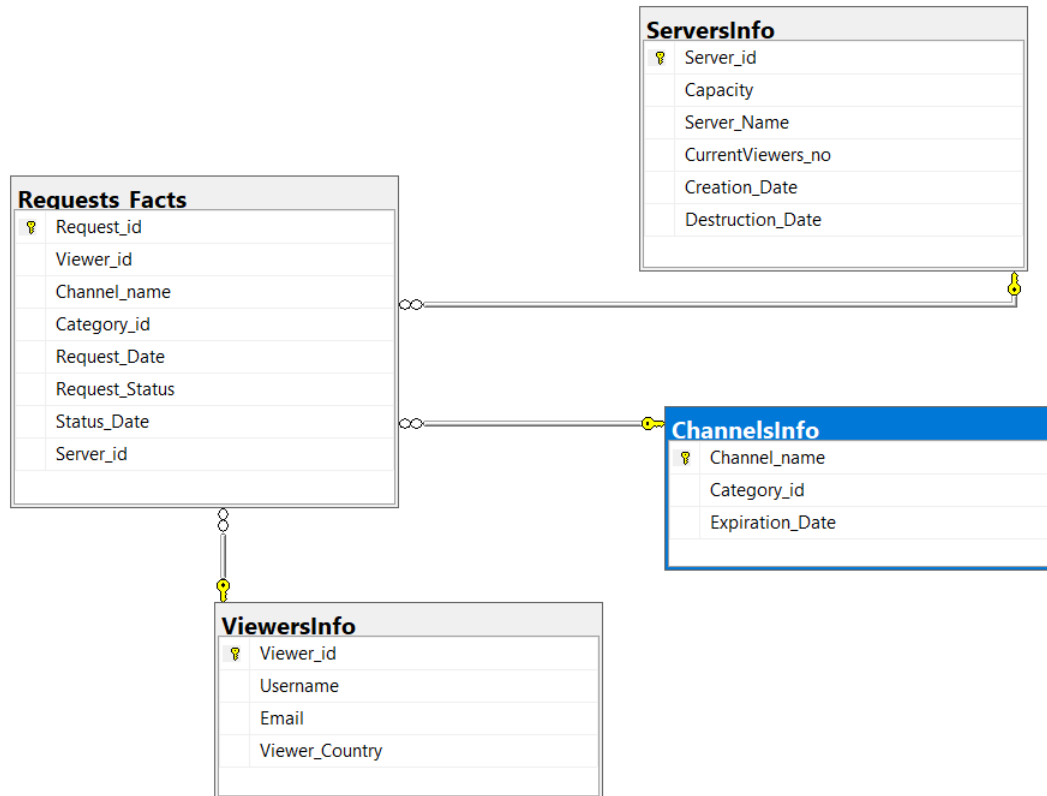 ServersInfo
Server_id
Capacity
Server_Name
CurrentViewers_no
Creation_Date
Destruction_Date
Requests_Facts
Request_id
Viewer_id
Channel_name
Category_id
Request_Date
Request_Status
Status_Date
Server_id
ChannelsInfo
Channel_name
Category_id
Expiration_Date
ViewersInfo
Viewer_id
Username
Email
Viewer_Country